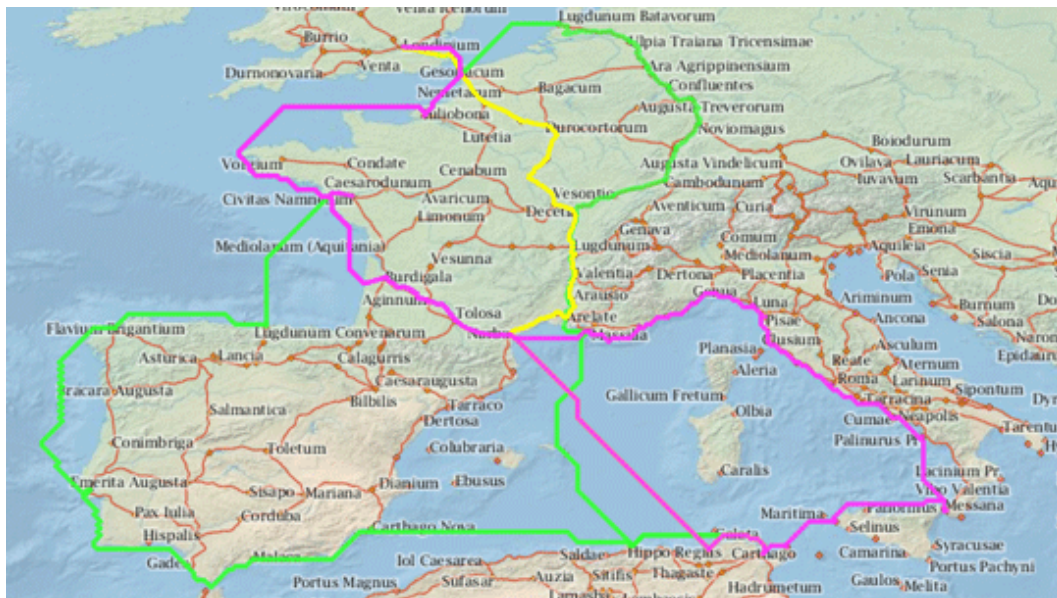 Venta Icenorum
Lugdunum Batavorum
Burrio
Londinium
Ulpia Traiana Tricensimae
Venta
Ara Agrippinensium
Durnonovaria
Gesoriacum
Confluentes
Nemetacum
Bagacum
Juliobona
Augusta Treverorum
Durocortorum
Noviomagus
Lutetia
Boiodurum
Vorgium
Condate
Cenabum
Augusta Vindelicum
Ovilava
Lauriacum
Caesarodunum
Cambodunum
Iuvavum
Scarbantia
Vesontio
Civitas Namnetum
Avaricum
Decetia
Aventicum
Curia
Virunum
Limonum
Genava
Emona
Mediolanum (Aquitania)
Lugdunum
Comum
Aquileia
Siscia
Vesunna
Mediolanum
Burdigala
Valentia
Dertona
Placentia
Pola
Senia
Aginnum
Arausio
Genua
Ariminum
Burnum
Tolosa
Arelate
Luna
Salona
Flavium Brigantium
Lugdunum Convenarum
Narbo
Massalia
Pisae
Ancona
Narona
Asturica
Lancia
Calagurris
Planasia
Clusium
Asculum
Epidaurum
Caesaraugusta
Aleria
Reate
Aternum
Bracara Augusta
Roma
Larinum
Bilbilis
Gallicum Fretum
Tarracina
Sipontum
Salmantica
Tarraco
Olbia
Cumae
Neapolis
Dertosa
Conimbriga
Toletum
Colubraria
Palinurus Pr.
Caralis
Lacinium Pr.
Emerita Augusta
Sisapo
Mariana
Dianium
Ebusus
Vibo Valentia
Pax Iulia
Corduba
Maritima
Panormus
Messana
Hispalis
Carthago Nova
Galata
Selinus
Gades
Malaca
Iol Caesarea
Saldae
Hippo Regius
Carthago
Camarina
Syracusae
Portus Magnus
Sufasar
Auzia
Sitifis
Thagaste
Portus Pachyni
Lamasba
Hadrumetum
Gaulos
Melita